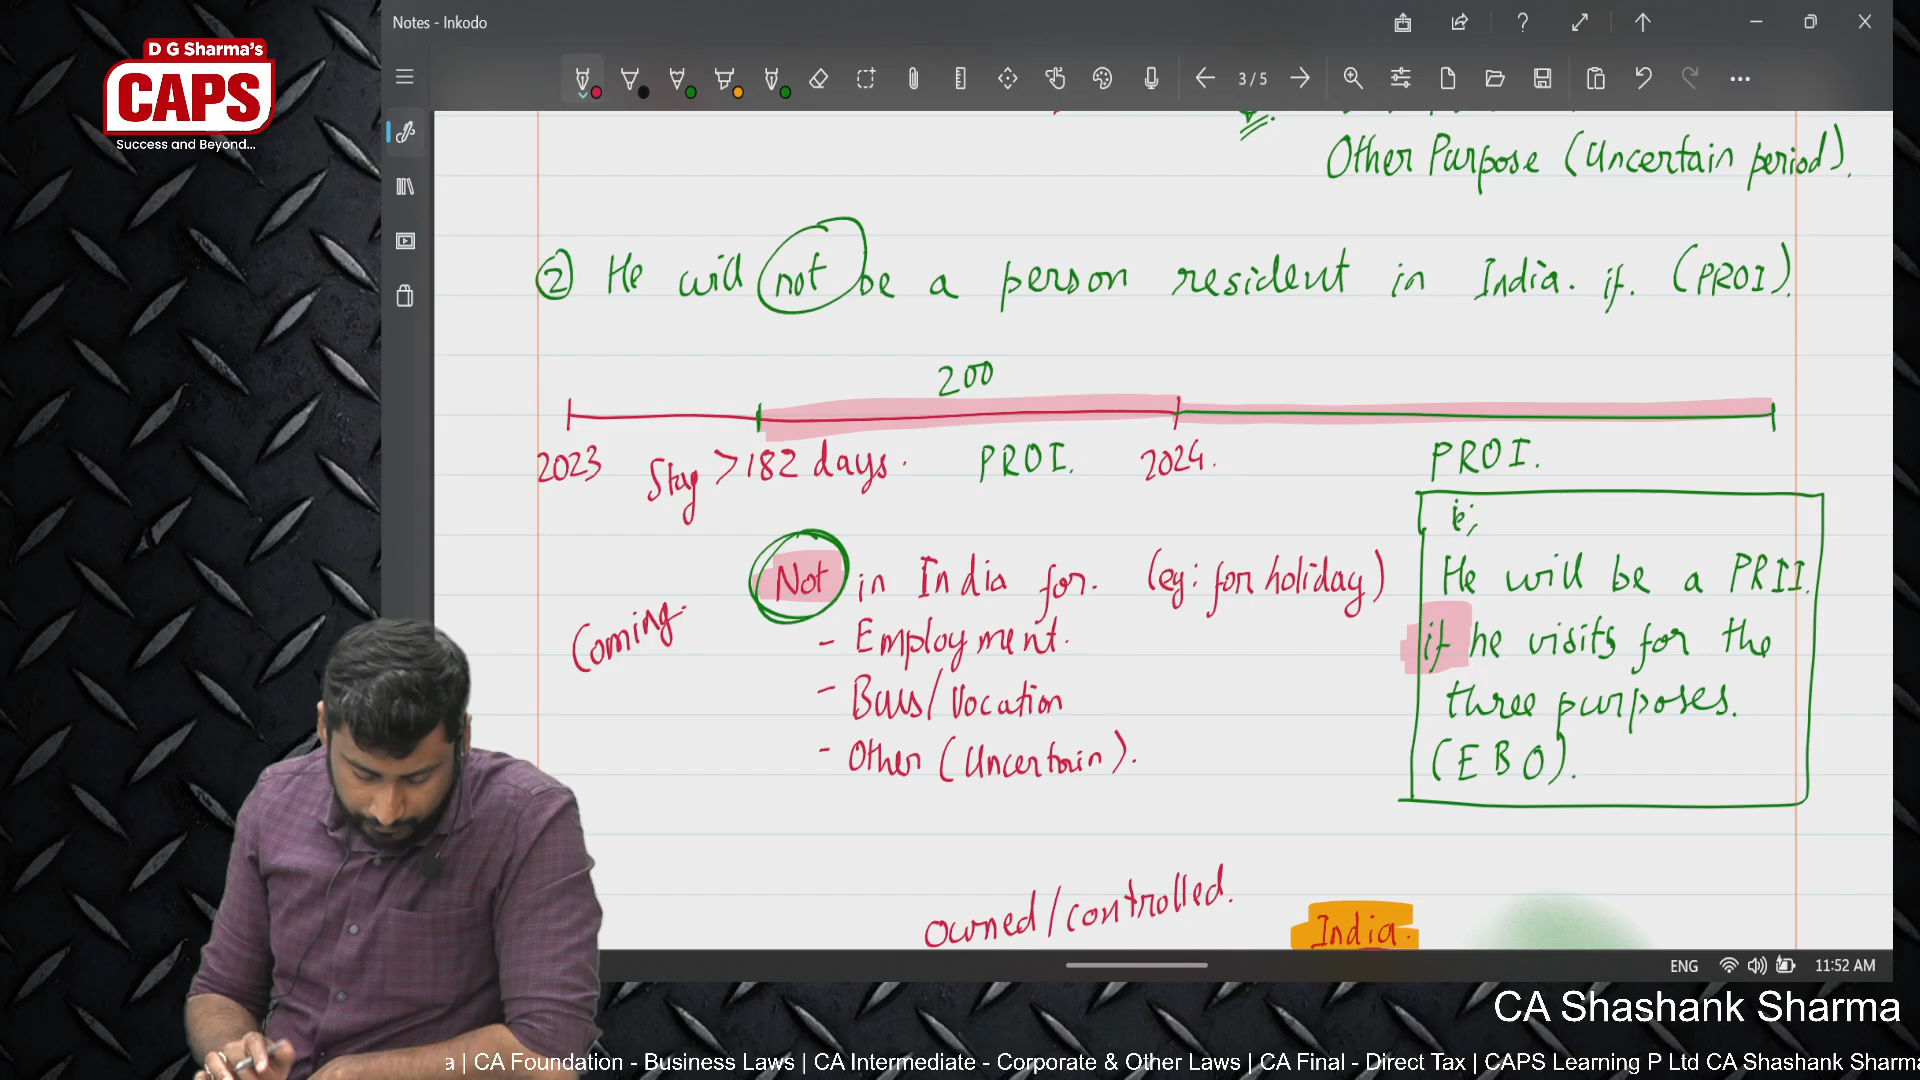 Notes - Inkodo
D G Sharma's
CAPS
Success and Beyond...
3 / 5
Other Purpose (Uncertain period).
② He will not be a person resident in India. if. (PROI).
200
2023 Stay >182 days. PROI. 2024. PROI.
ie;
Not in India for. (eg: for holiday)
He will be a PRII.
Coming.
- Employment.
if he visits for the
- Buss/Vocation
three purposes.
- Other (Uncertain).
(E B O).
owned/controlled.
India.
ENG 11:52 AM
CA Shashank Sharma
a | CA Foundation - Business Laws | CA Intermediate - Corporate & Other Laws | CA Final - Direct Tax | CAPS Learning P Ltd CA Shashank Sharma